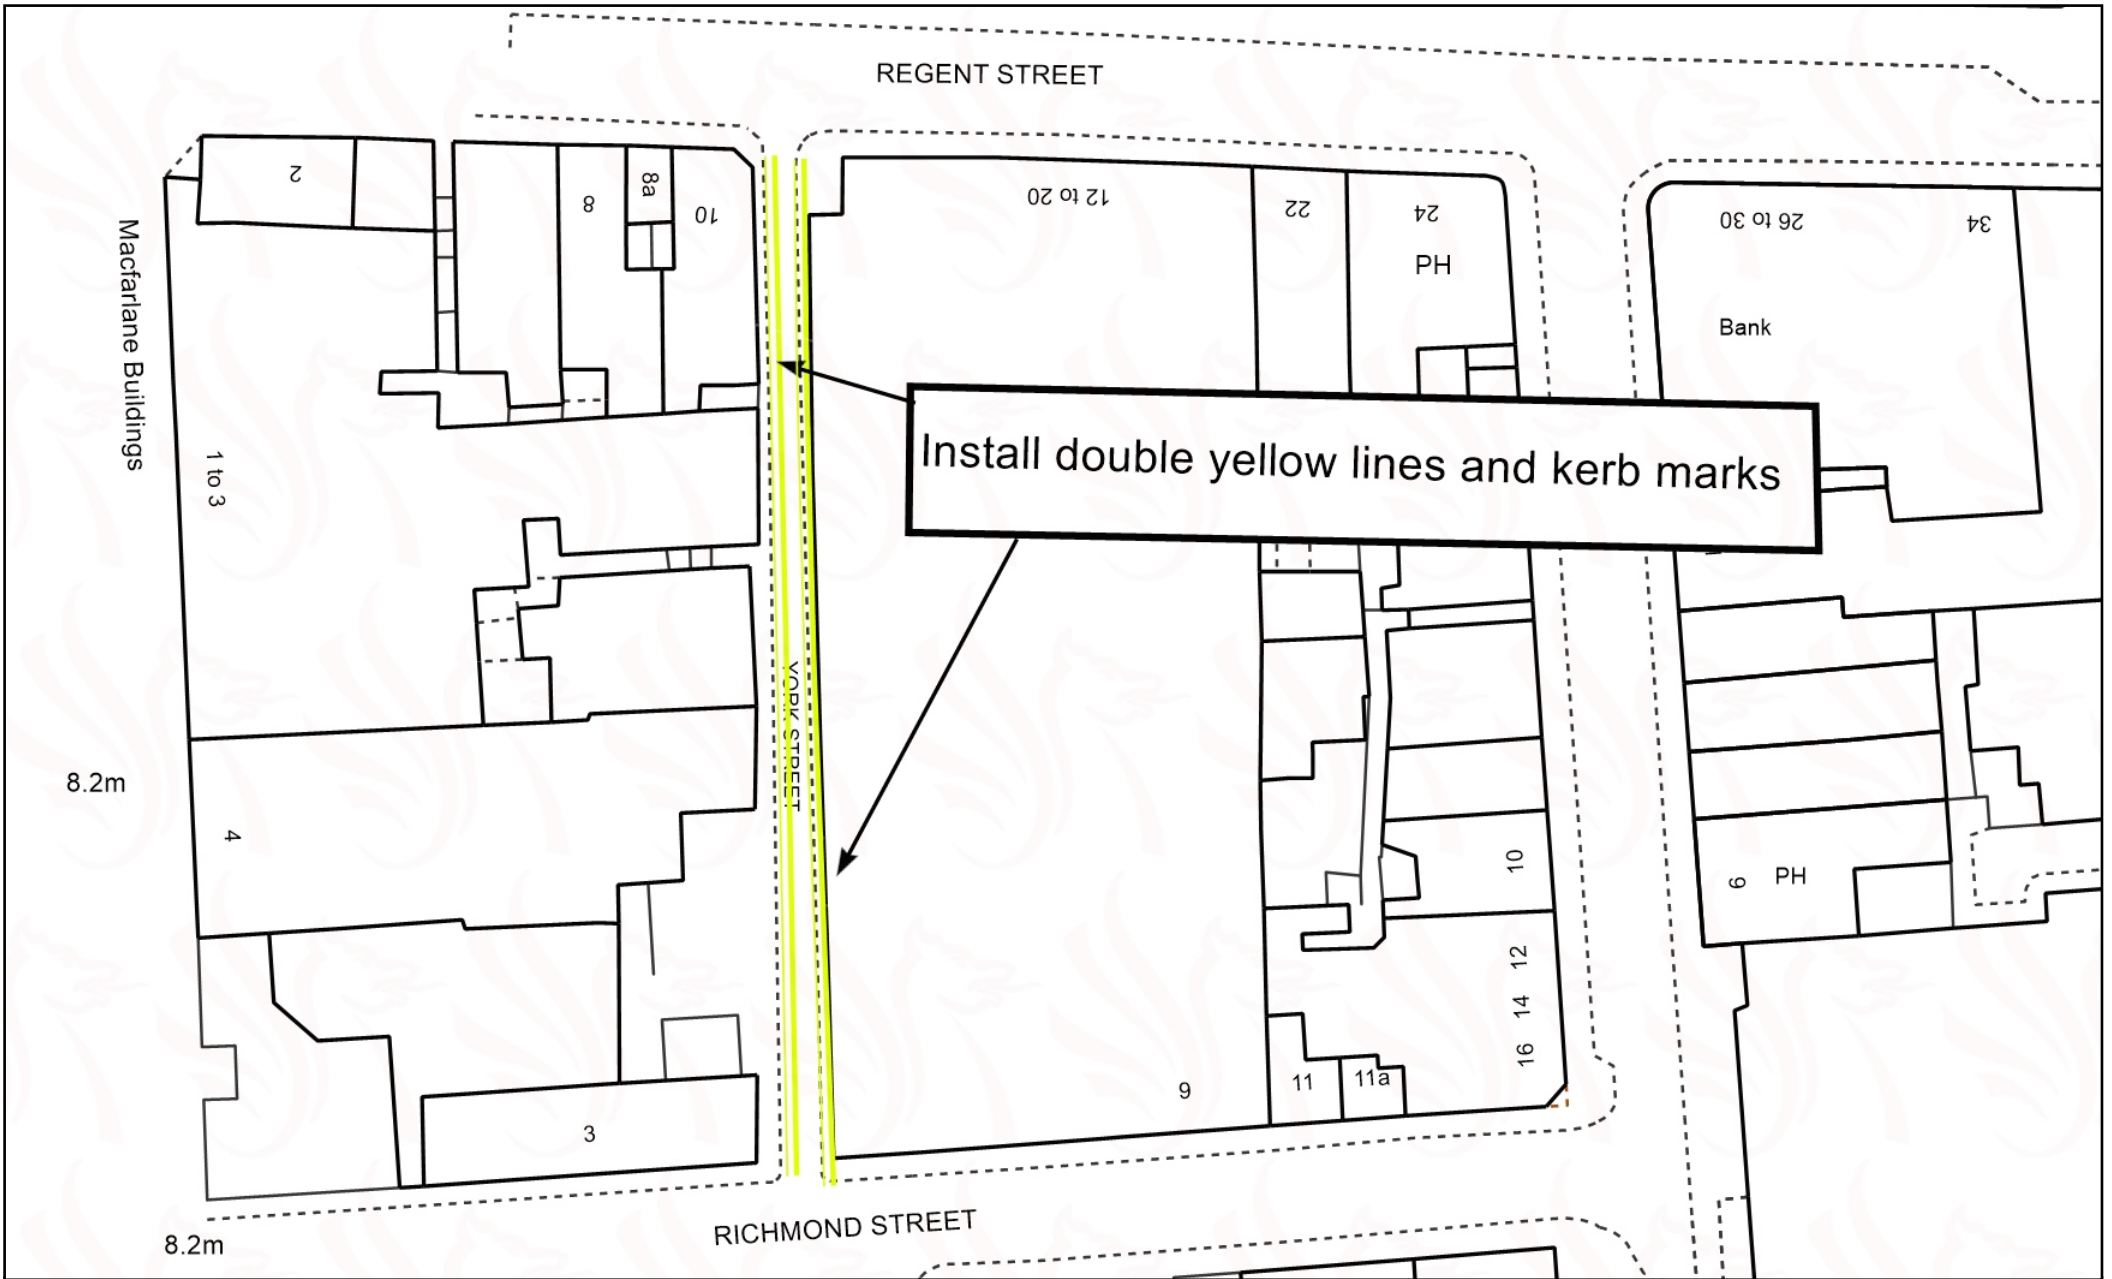 REGENT STREET
2
8
8a
10
12 to 20
22
24
PH
26 to 30
34
Bank
Macfarlane Buildings
1 to 3
Install double yellow lines and kerb marks
YORK STREET
8.2m
4
10
9
PH
12
14
16
11
11a
9
3
RICHMOND STREET
8.2m